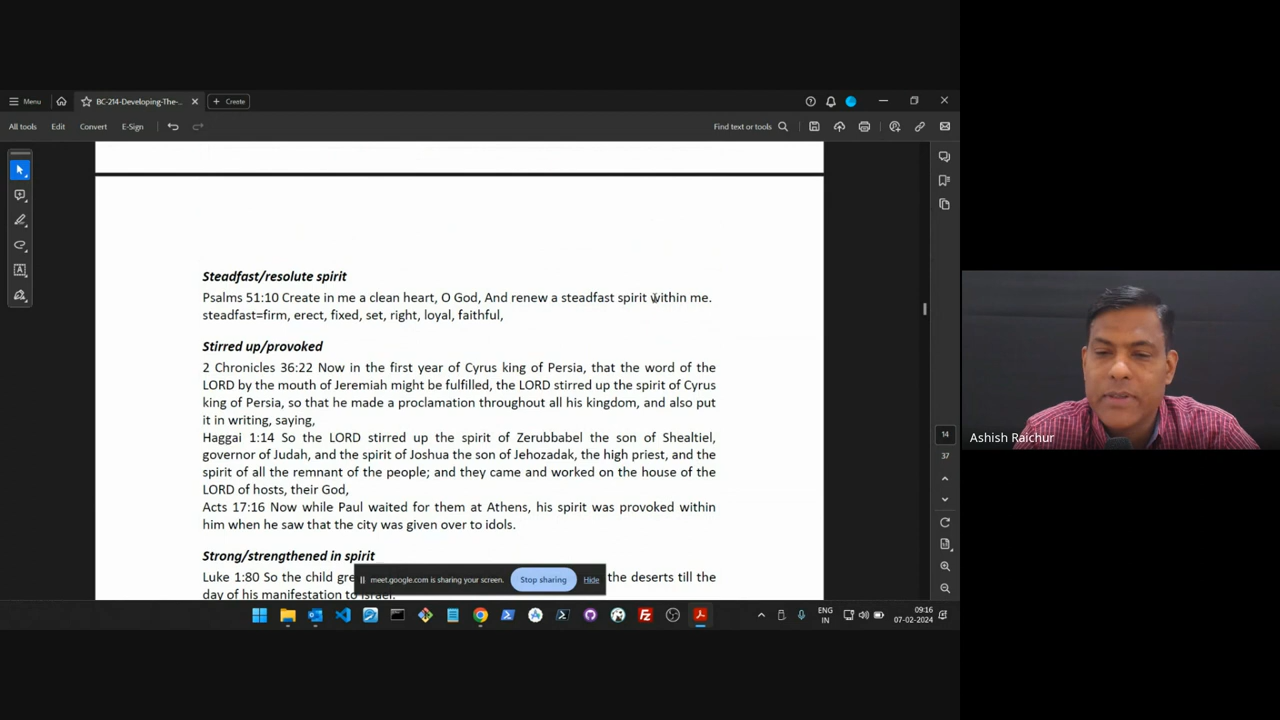 Menu
BC-214-Developing-The-...
Create
All tools
Edit
Convert
E-Sign
Find text or tools
Steadfast/resolute spirit
Psalms 51:10 Create in me a clean heart, O God, And renew a steadfast spirit within me.
steadfast=firm, erect, fixed, set, right, loyal, faithful,
Stirred up/provoked
2 Chronicles 36:22 Now in the first year of Cyrus king of Persia, that the word of the
LORD by the mouth of Jeremiah might be fulfilled, the LORD stirred up the spirit of Cyrus
king of Persia, so that he made a proclamation throughout all his kingdom, and also put
it in writing, saying,
Haggai 1:14 So the LORD stirred up the spirit of Zerubbabel the son of Shealtiel,
governor of Judah, and the spirit of Joshua the son of Jehozadak, the high priest, and the
spirit of all the remnant of the people; and they came and worked on the house of the
LORD of hosts, their God,
Acts 17:16 Now while Paul waited for them at Athens, his spirit was provoked within
him when he saw that the city was given over to idols.
Strong/strengthened in spirit
Luke 1:80 So the child gre the deserts till the
day of his manifestation to Israel.
meet.google.com is sharing your screen.
Stop sharing
Hide
14
37
Ashish Raichur
ENG
IN
09:16
07-02-2024